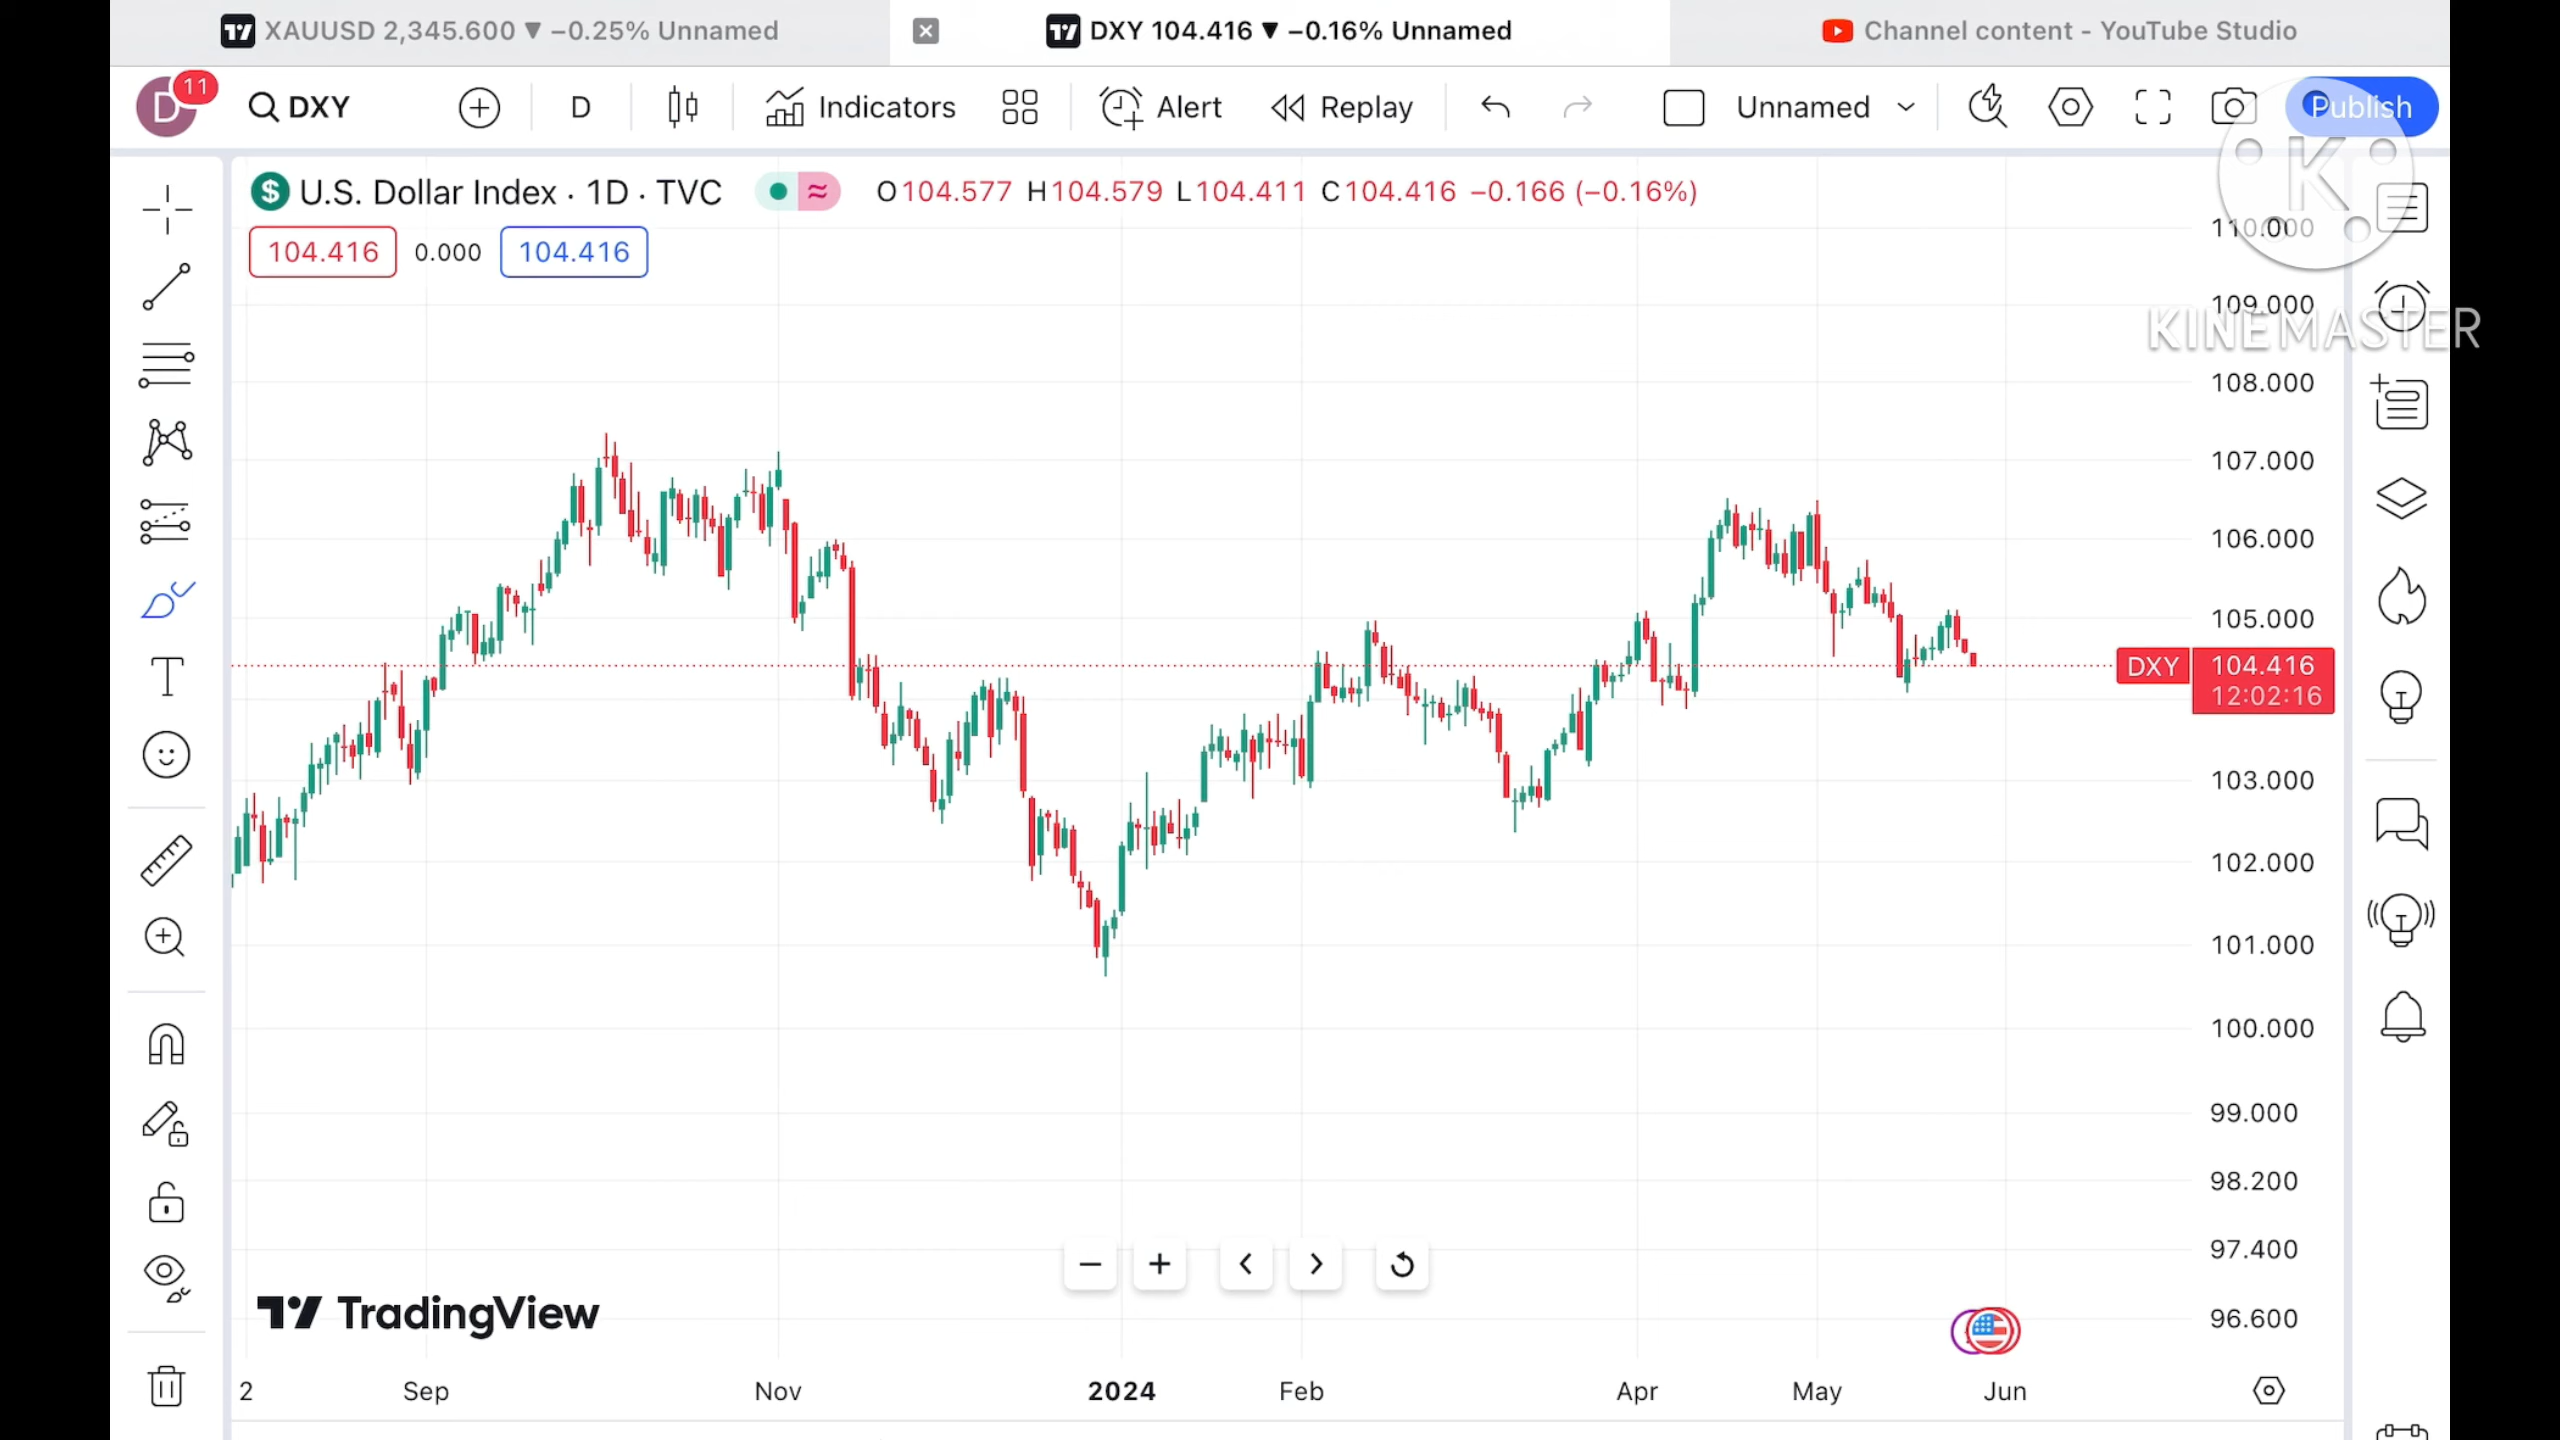 XAUUSD 2,345.600 ▼ −0.25% Unnamed
DXY 104.416 ▼ −0.16% Unnamed
Channel content - YouTube Studio
D 11
DXY
D
Indicators
Alert
Replay
Unnamed
Publish
U.S. Dollar Index · 1D · TVC
O104.577 H104.579 L104.411 C104.416 −0.166 (−0.16%)
104.416 0.000 104.416
110.000
109.000
KINEMASTER
108.000
107.000
106.000
105.000
DXY 104.416
12:02:16
103.000
102.000
101.000
100.000
99.000
98.200
97.400
96.600
TradingView
2 Sep Nov 2024 Feb Apr May Jun